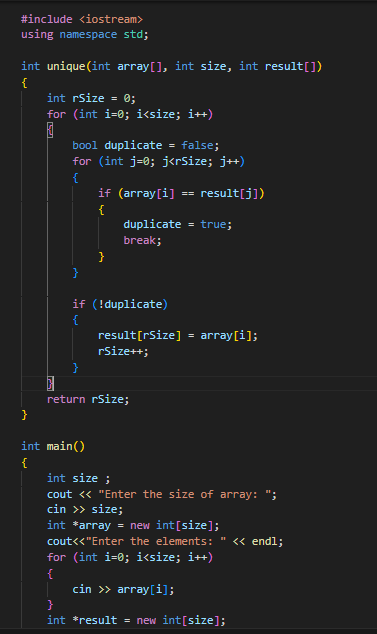 #include <iostream>
using namespace std;
int unique(int array[], int size, int result[])
{
int rSize = 0;
for (int i=0; i<size; i++)
{
bool duplicate = false;
for (int j=0; j<rSize; j++)
{
if (array[i] == result[j])
{
duplicate = true;
break;
}
}
if (!duplicate)
{
result[rSize] = array[i];
rSize++;
}
}
return rSize;
}
int main()
{
int size ;
cout << "Enter the size of array: ";
cin >> size;
int *array = new int[size];
cout<<"Enter the elements: " << endl;
for (int i=0; i<size; i++)
{
cin >> array[i];
}
int *result = new int[size];